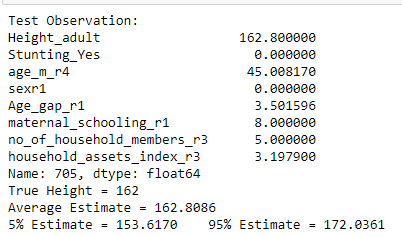 Test Observation:
Height_adult 162.800000
Stunting_Yes 0.000000
age_m_r4 45.008170
sexr1 0.000000
Age_gap_r1 3.501596
maternal_schooling_r1 8.000000
no_of_household_members_r3 5.000000
household_assets_index_r3 3.197900
Name: 705, dtype: float64
True Height = 162
Average Estimate = 162.8086
5% Estimate = 153.6170 95% Estimate = 172.0361